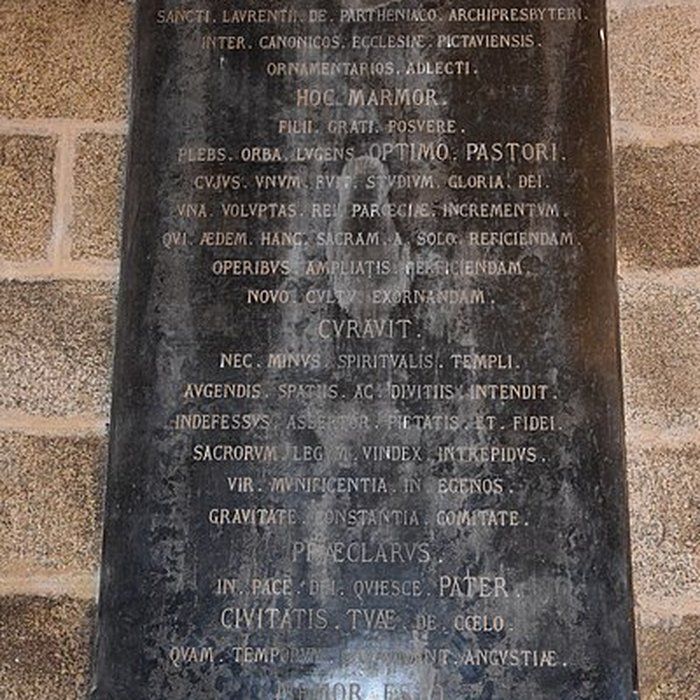 SANCTI. LAVRENTII. DE. PARTHENIACO. ARCHIPRESBYTERI.
INTER. CANONICOS. ECCLESIÆ. PICTAVIENSIS.
ORNAMENTARIOS. ADLECTI.
HOC. MARMOR.
FILII. GRATI. POSVERE.
PLEBS. ORBA. LVGENS. OPTIMO. PASTORI.
CVJVS. VNVM. FVIT. STVDIVM. GLORIA. DEI.
VNA. VOLVPTAS. REI. PARŒCIÆ. INCREMENTVM.
QVI. ÆDEM. HANC. SACRAM. A. SOLO. REFICIENDAM.
OPERIBVS. AMPLIATIS. PERFICIENDAM.
NOVO. CVLTV. EXORNANDAM.
CVRAVIT.
NEC. MINVS. SPIRITVALIS. TEMPLI.
AVGENDIS. SPATIIS. AC. DIVITIIS. INTENDIT.
INDEFESSVS. ASSERTOR. PIETATIS. ET. FIDEI.
SACRORVM. LEGVM. VINDEX. INTREPIDVS.
VIR. MVNIFICENTIA. IN. EGENOS.
GRAVITATE. CONSTANTIA. COMITATE.
PRÆCLARVS.
IN. PACE. DEI. QVIESCE. PATER.
CIVITATIS. TVÆ. DE. CŒLO.
QVAM. TEMPORVM. ANGVSTIÆ.
MEMOR. ESTO.